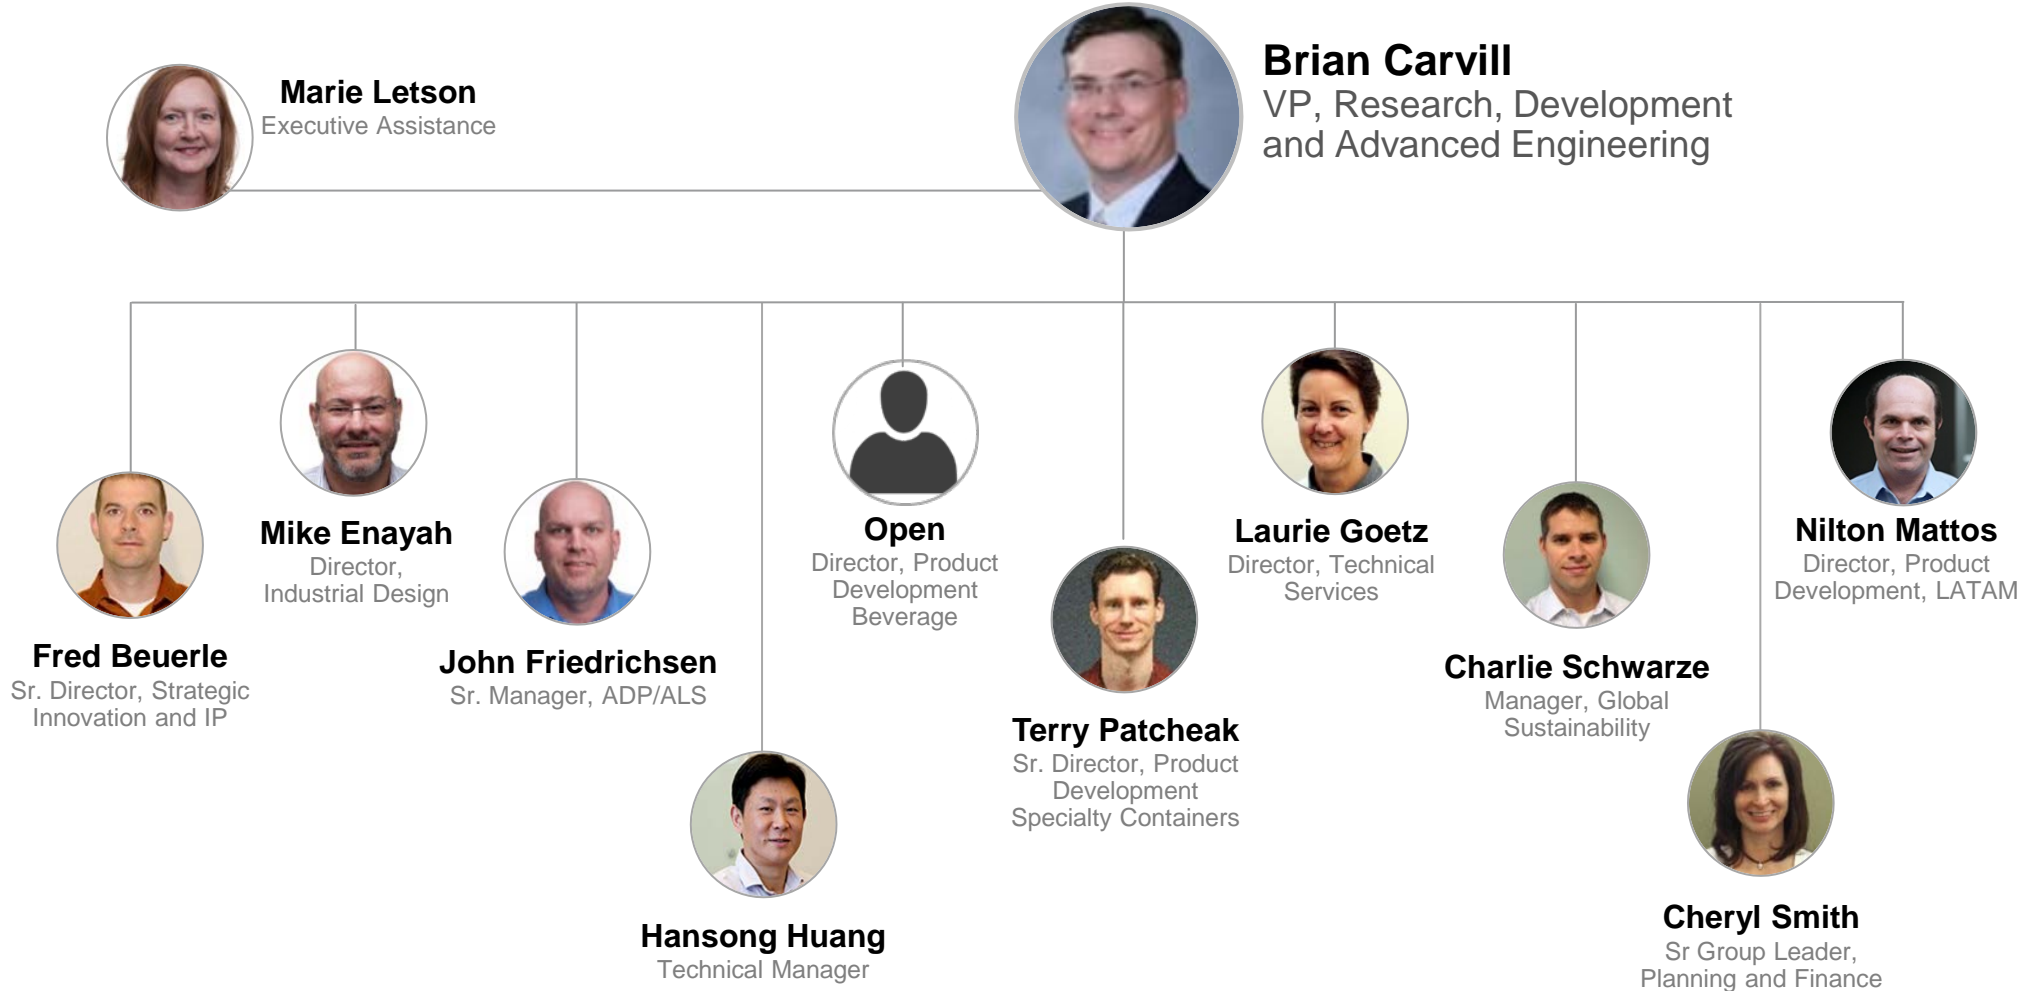 Marie Letson
Executive Assistance
Brian Carvill
VP, Research, Development
and Advanced Engineering
Fred Beuerle
Sr. Director, Strategic
Innovation and IP
Mike Enayah
Director,
Industrial Design
John Friedrichsen
Sr. Manager, ADP/ALS
Hansong Huang
Technical Manager
Open
Director, Product
Development
Beverage
Terry Patcheak
Sr. Director, Product
Development
Specialty Containers
Laurie Goetz
Director, Technical
Services
Charlie Schwarze
Manager, Global
Sustainability
Cheryl Smith
Sr Group Leader,
Planning and Finance
Nilton Mattos
Director, Product
Development, LATAM